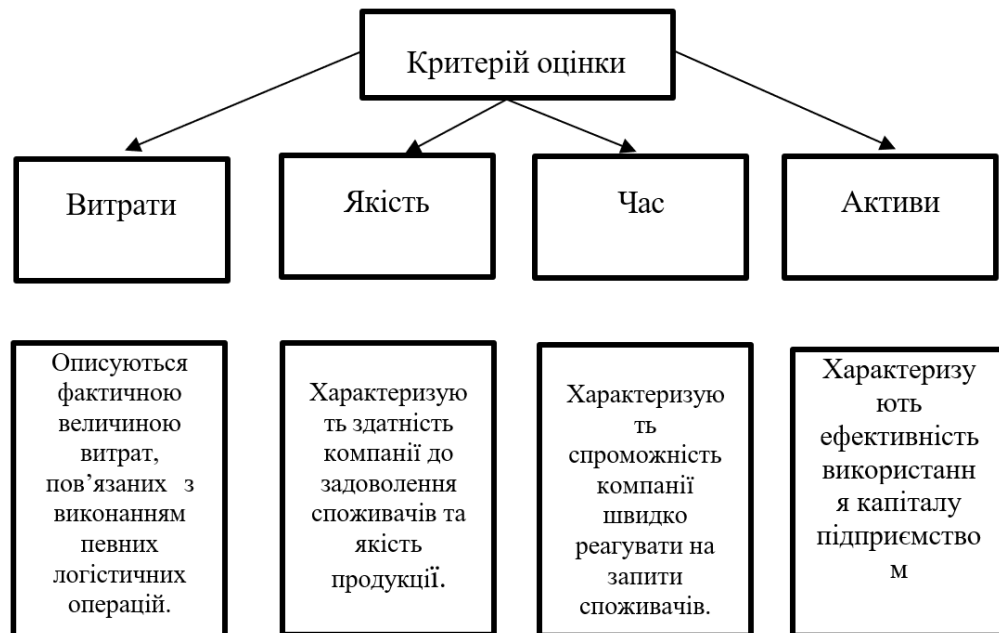 Критерій оцінки
Витрати
Якість
Час
Активи
Описуються
фактичною
величиною
витрат,
пов’язаних з
виконанням
певних
логістичних
операцій.
Характеризую
ть здатність
компанії до
задоволення
споживачів та
якість
продукції.
Характеризую
ть
спроможність
компанії
швидко
реагувати на
запити
споживачів.
Характеризу
ють
ефективність
використанн
я капіталу
підприємство
м